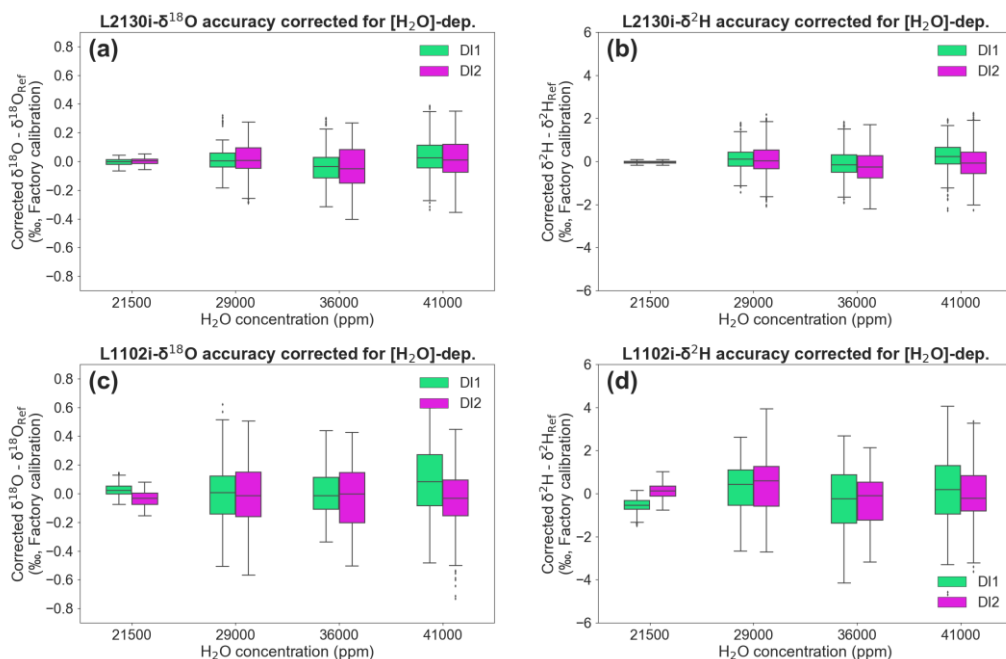 L2130i-δ¹⁸O accuracy corrected for [H₂O]-dep.
(a)
DI1
DI2
0.8
0.6
0.4
0.2
0.0
−0.2
−0.4
−0.6
−0.8
Corrected δ¹⁸O - δ¹⁸O_Ref
(‰, Factory calibration)
21500 29000 36000 41000
H₂O concentration (ppm)
L2130i-δ²H accuracy corrected for [H₂O]-dep.
(b)
DI1
DI2
6
4
2
0
−2
−4
−6
Corrected δ²H - δ²H_Ref
(‰, Factory calibration)
21500 29000 36000 41000
H₂O concentration (ppm)
L1102i-δ¹⁸O accuracy corrected for [H₂O]-dep.
(c)
DI1
DI2
0.8
0.6
0.4
0.2
0.0
−0.2
−0.4
−0.6
−0.8
Corrected δ¹⁸O - δ¹⁸O_Ref
(‰, Factory calibration)
21500 29000 36000 41000
H₂O concentration (ppm)
L1102i-δ²H accuracy corrected for [H₂O]-dep.
(d)
6
4
2
0
−2
−4
−6
Corrected δ²H - δ²H_Ref
(‰, Factory calibration)
DI1
DI2
21500 29000 36000 41000
H₂O concentration (ppm)